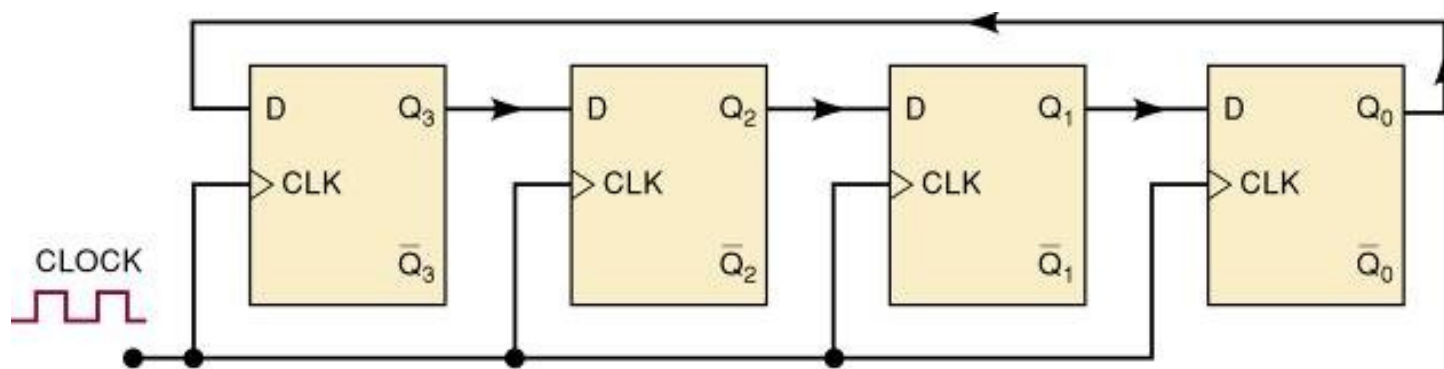 D Q₃ D Q₂ D Q₁ D Q₀
CLK CLK CLK CLK
CLOCK Q̅₃ Q̅₂ Q̅₁ Q̅₀